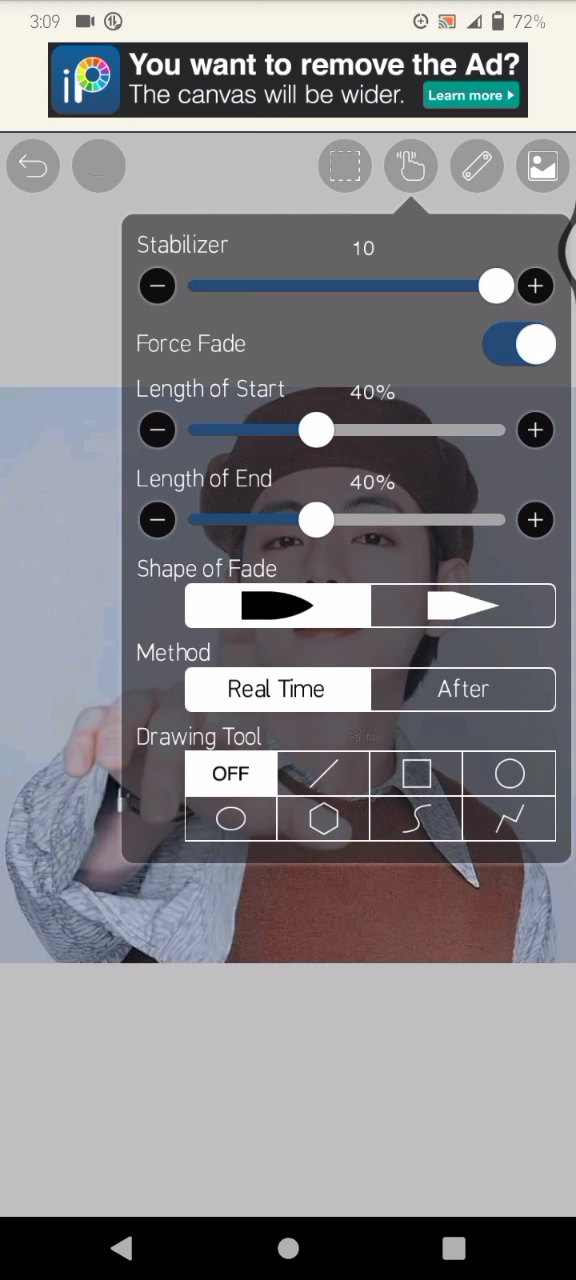 3:09
72%
iP
You want to remove the Ad?
The canvas will be wider.
Learn more
Stabilizer
10
Force Fade
Length of Start
40%
Length of End
40%
Shape of Fade
Method
Real Time
After
Drawing Tool
OFF